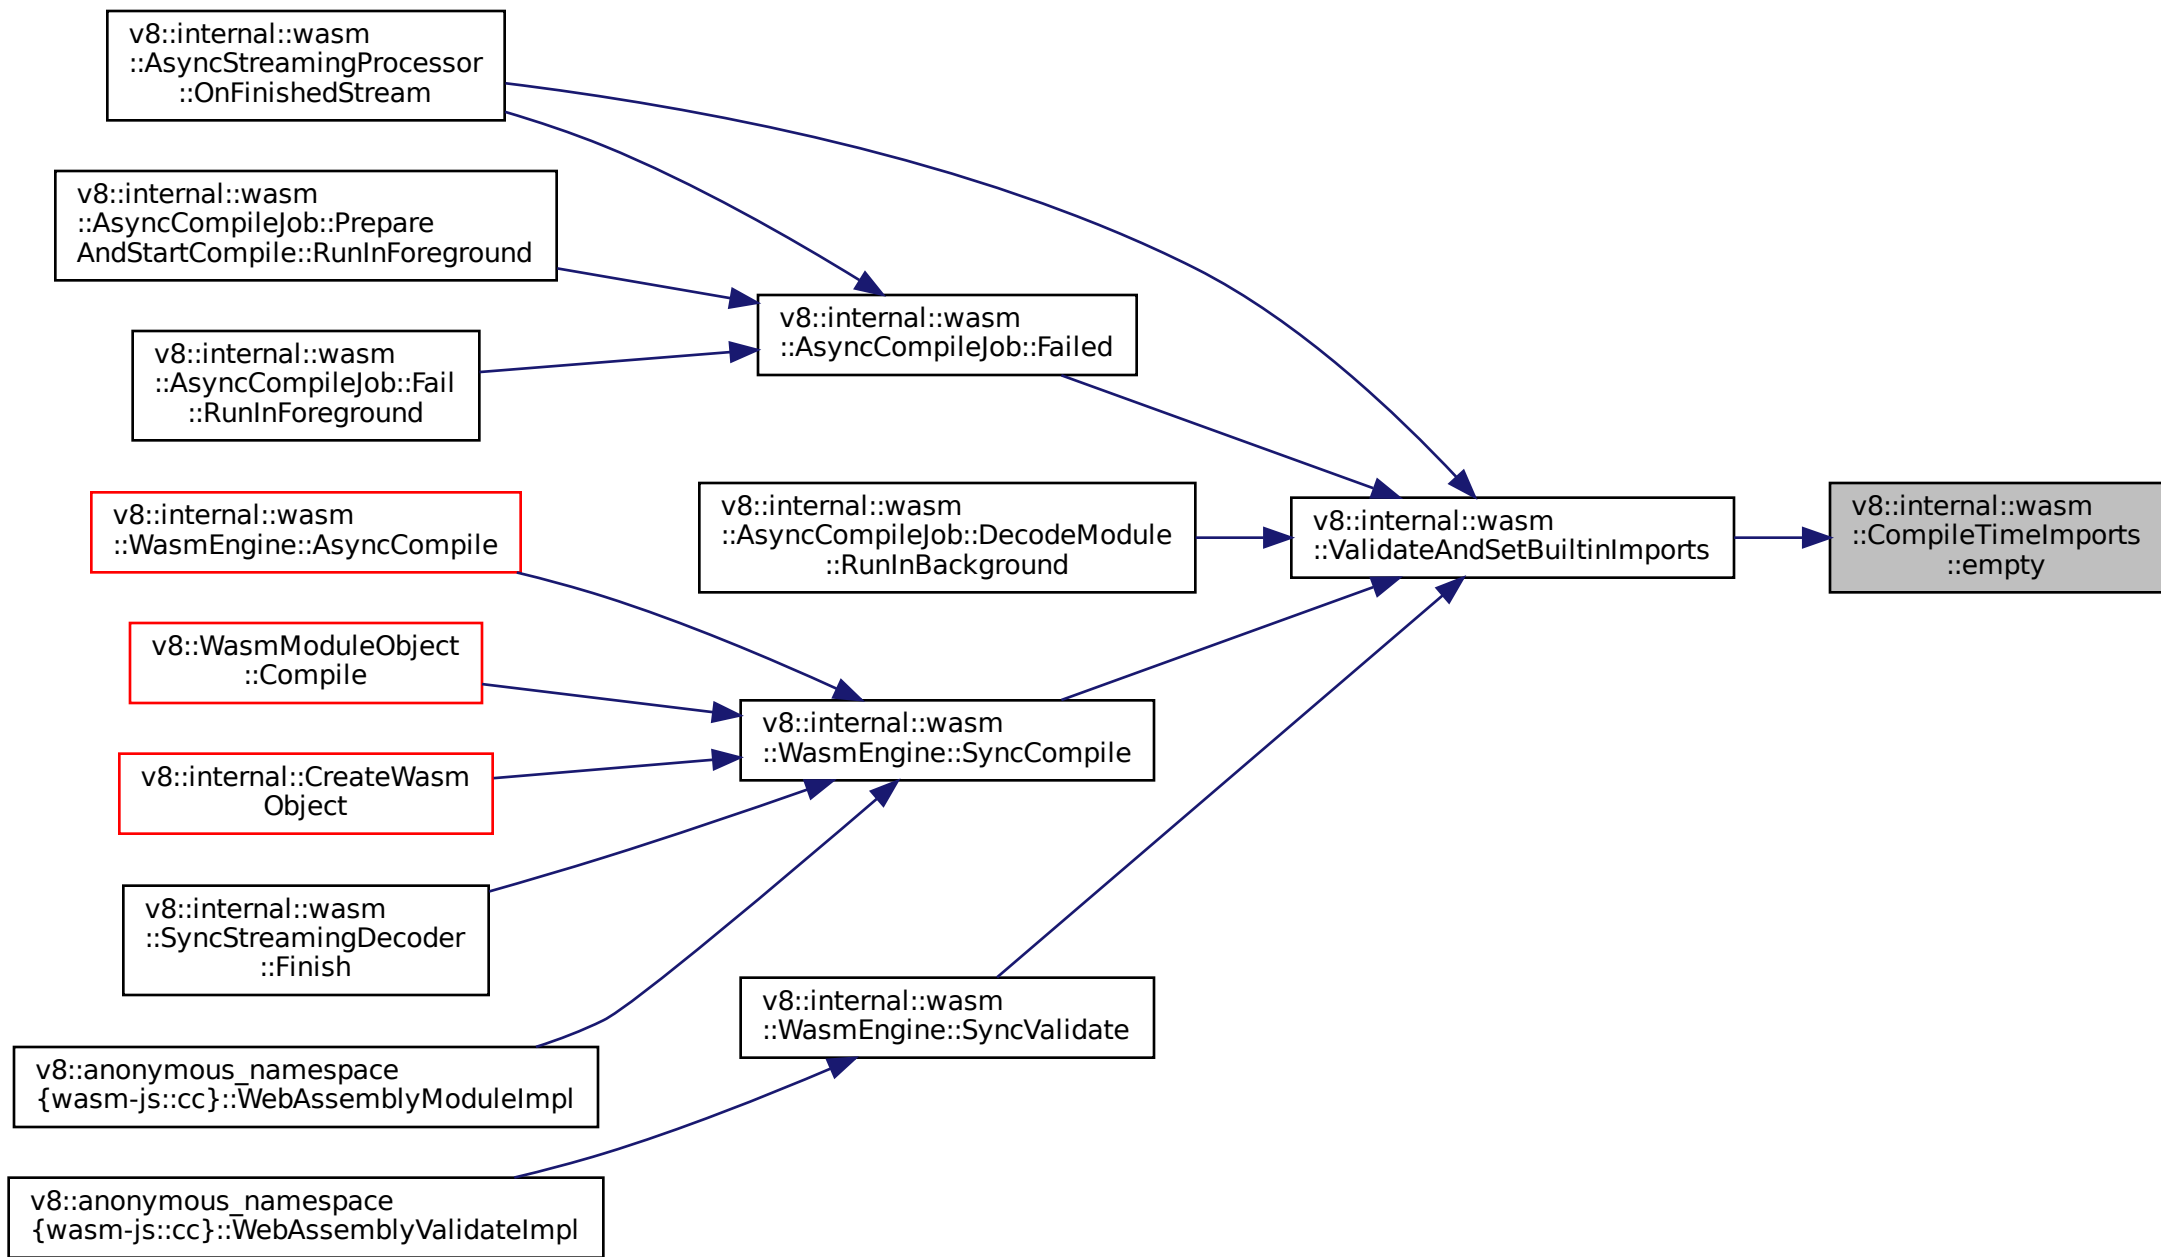 v8::internal::wasm
::AsyncStreamingProcessor
::OnFinishedStream
v8::internal::wasm
::AsyncCompileJob::Prepare
AndStartCompile::RunInForeground
v8::internal::wasm
::AsyncCompileJob::Failed
v8::internal::wasm
::AsyncCompileJob::Fail
::RunInForeground
v8::internal::wasm
::WasmEngine::AsyncCompile
v8::internal::wasm
::AsyncCompileJob::DecodeModule
::RunInBackground
v8::internal::wasm
::ValidateAndSetBuiltinImports
v8::internal::wasm
::CompileTimeImports
::empty
v8::WasmModuleObject
::Compile
v8::internal::wasm
::WasmEngine::SyncCompile
v8::internal::CreateWasm
Object
v8::internal::wasm
::SyncStreamingDecoder
::Finish
v8::internal::wasm
::WasmEngine::SyncValidate
v8::anonymous_namespace
{wasm-js::cc}::WebAssemblyModuleImpl
v8::anonymous_namespace
{wasm-js::cc}::WebAssemblyValidateImpl